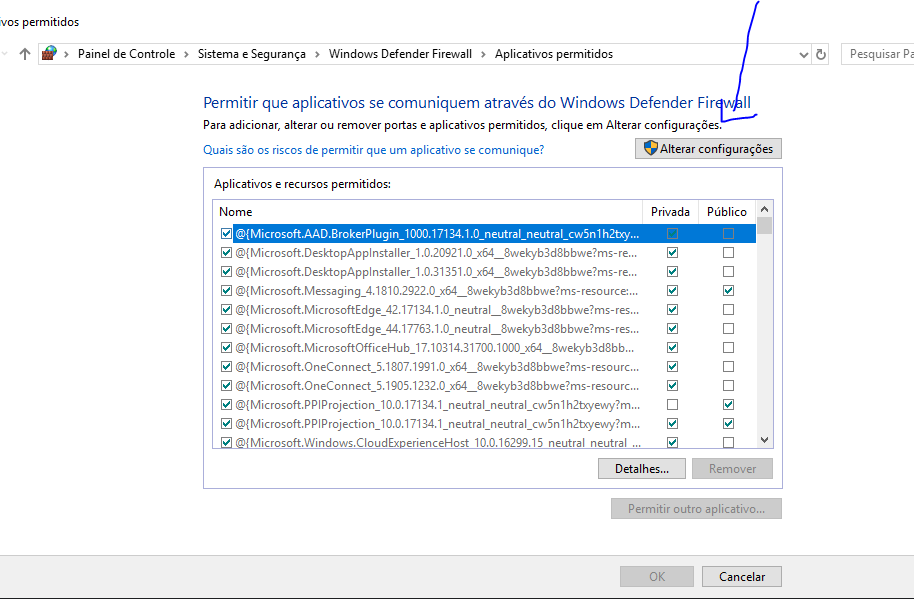 vos permitidos
Painel de Controle > Sistema e Segurança > Windows Defender Firewall > Aplicativos permitidos
Pesquisar Pa
Permitir que aplicativos se comuniquem através do Windows Defender Firewall
Para adicionar, alterar ou remover portas e aplicativos permitidos, clique em Alterar configurações.
Quais são os riscos de permitir que um aplicativo se comunique?
Alterar configurações
Aplicativos e recursos permitidos:
Nome Privada Público
@{Microsoft.AAD.BrokerPlugin_1000.17134.1.0_neutral_neutral_cw5n1h2txy...
@{Microsoft.DesktopAppInstaller_1.0.20921.0_x64__8wekyb3d8bbwe?ms-re...
@{Microsoft.DesktopAppInstaller_1.0.31351.0_x64__8wekyb3d8bbwe?ms-re...
@{Microsoft.Messaging_4.1810.2922.0_x64__8wekyb3d8bbwe?ms-resource:...
@{Microsoft.MicrosoftEdge_42.17134.1.0_neutral__8wekyb3d8bbwe?ms-res...
@{Microsoft.MicrosoftEdge_44.17763.1.0_neutral__8wekyb3d8bbwe?ms-res...
@{Microsoft.MicrosoftOfficeHub_17.10314.31700.1000_x64__8wekyb3d8bb...
@{Microsoft.OneConnect_5.1807.1991.0_x64__8wekyb3d8bbwe?ms-resourc...
@{Microsoft.OneConnect_5.1905.1232.0_x64__8wekyb3d8bbwe?ms-resourc...
@{Microsoft.PPIProjection_10.0.17134.1_neutral_neutral_cw5n1h2txyewy?m...
@{Microsoft.PPIProjection_10.0.17134.1_neutral_neutral_cw5n1h2txyewy?m...
@{Microsoft.Windows.CloudExperienceHost_10.0.16299.15_neutral_neutral_...
Detalhes... Remover
Permitir outro aplicativo...
OK Cancelar